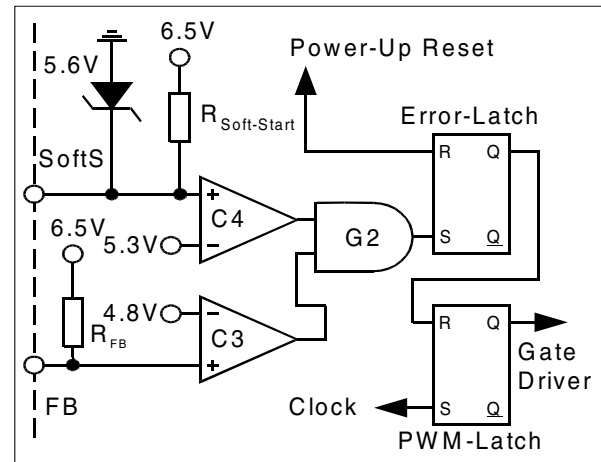 6.5V
Power-Up Reset
5.6V
R Soft-Start
Error-Latch
R Q
SoftS
+
C4
-
G2
S Q
6.5V
5.3V
4.8V
-
R FB
C3
+
R Q
Gate
Driver
FB
Clock
S Q
PWM-Latch